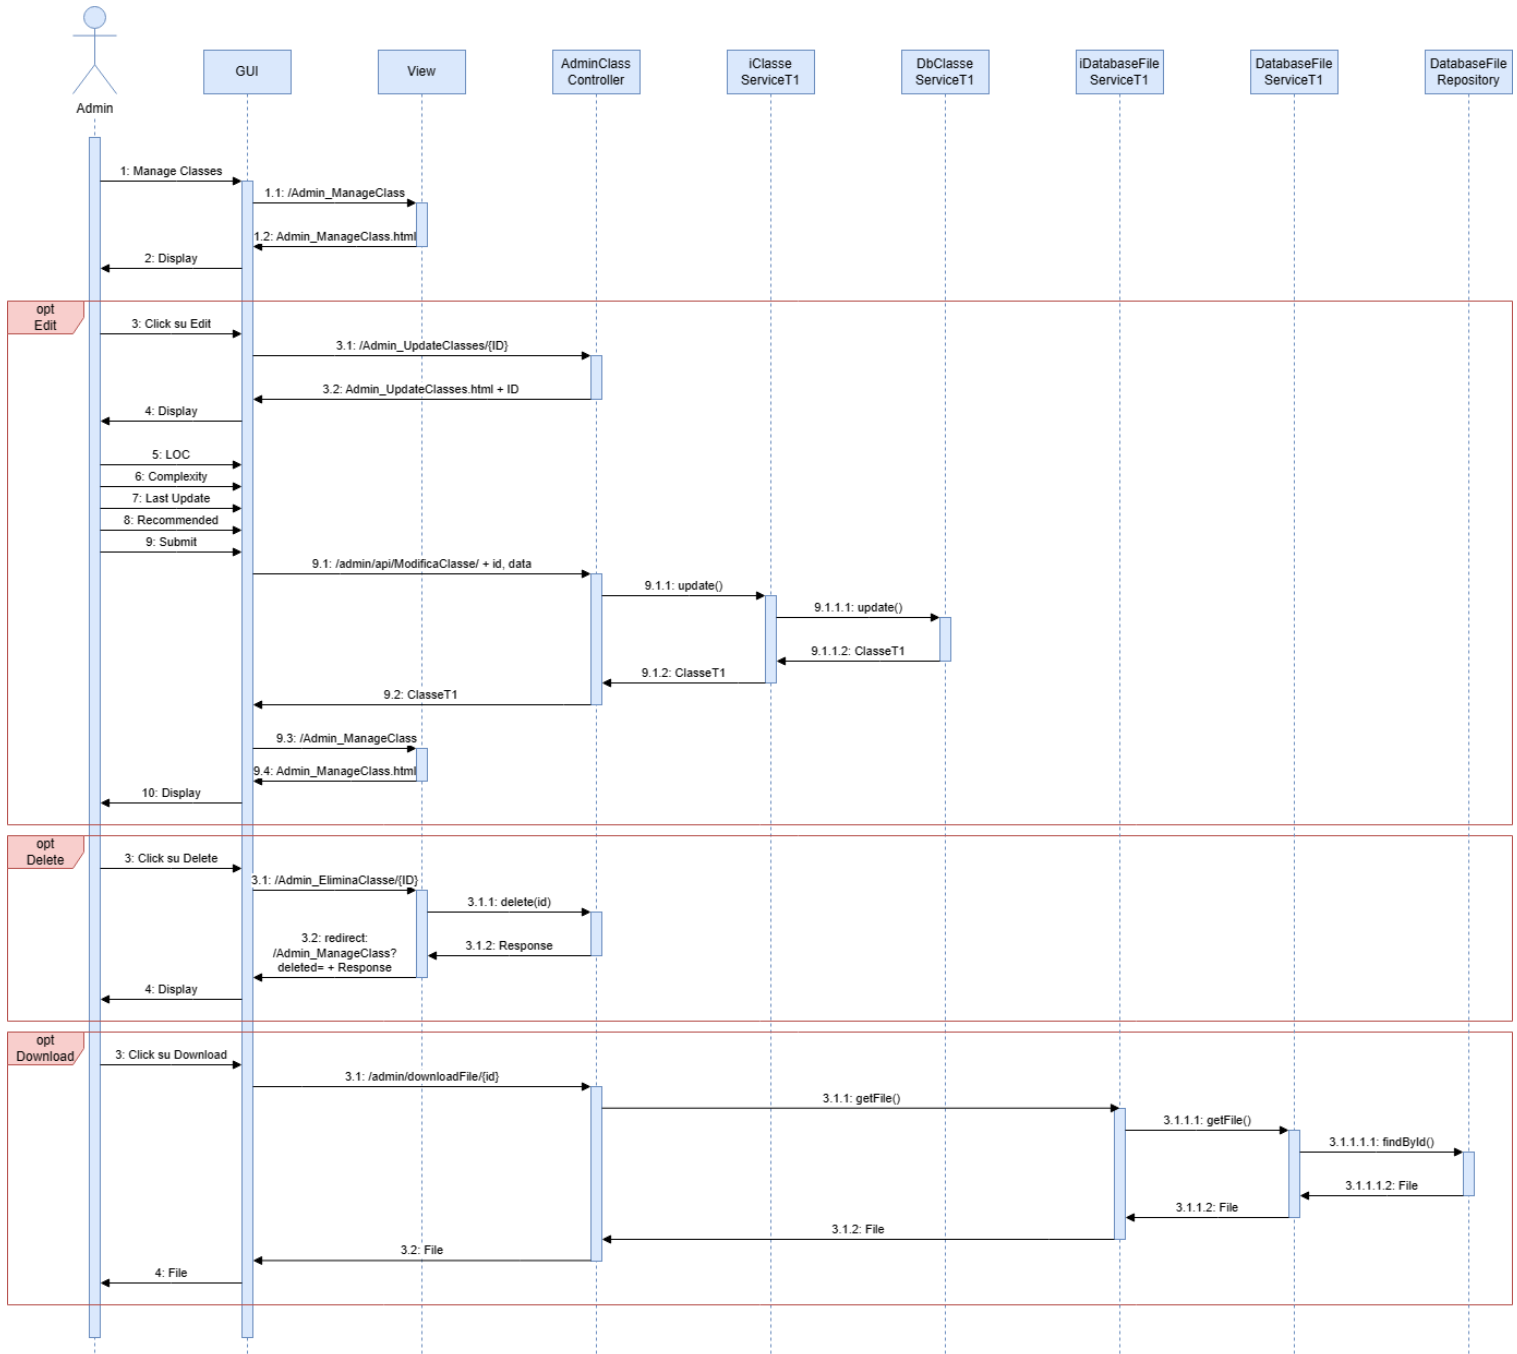 Admin
GUI
View
AdminClass
Controller
iClasse
ServiceT1
DbClasse
ServiceT1
iDatabaseFile
ServiceT1
DatabaseFile
ServiceT1
DatabaseFile
Repository
1: Manage Classes
1.1: /Admin_ManageClass
1.2: Admin_ManageClass.html
2: Display
opt
Edit
3: Click su Edit
3.1: /Admin_UpdateClasses/{ID}
3.2: Admin_UpdateClasses.html + ID
4: Display
5: LOC
6: Complexity
7: Last Update
8: Recommended
9: Submit
9.1: /admin/api/ModificaClasse/ + id, data
9.1.1: update()
9.1.1.1: update()
9.1.1.2: ClasseT1
9.1.2: ClasseT1
9.2: ClasseT1
9.3: /Admin_ManageClass
9.4: Admin_ManageClass.html
10: Display
opt
Delete
3: Click su Delete
3.1: /Admin_EliminaClasse/{ID}
3.1.1: delete(id)
3.1.2: Response
3.2: redirect:
/Admin_ManageClass?
deleted= + Response
4: Display
opt
Download
3: Click su Download
3.1: /admin/downloadFile/{id}
3.1.1: getFile()
3.1.1.1: getFile()
3.1.1.1.1: findById()
3.1.1.1.2: File
3.1.1.2: File
3.1.2: File
3.2: File
4: File